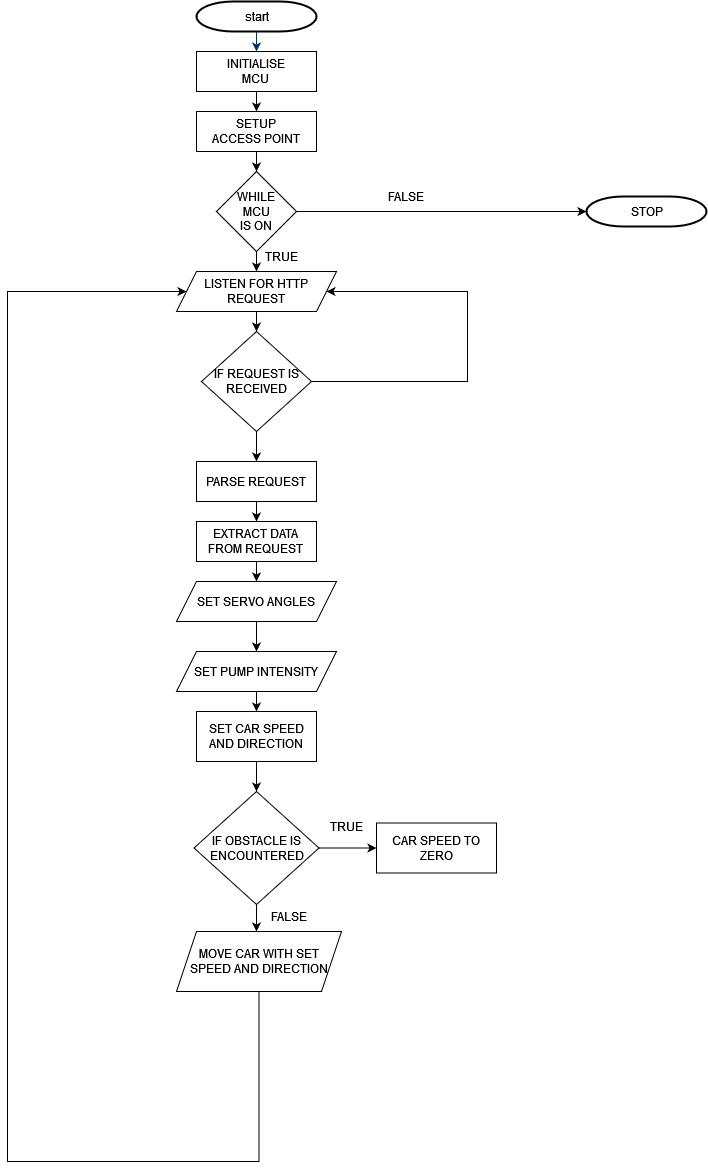 start
INITIALISE
MCU
SETUP
ACCESS POINT
WHILE
MCU
IS ON
FALSE
STOP
TRUE
LISTEN FOR HTTP
REQUEST
IF REQUEST IS
RECEIVED
PARSE REQUEST
EXTRACT DATA
FROM REQUEST
SET SERVO ANGLES
SET PUMP INTENSITY
SET CAR SPEED
AND DIRECTION
IF OBSTACLE IS
ENCOUNTERED
TRUE
CAR SPEED TO
ZERO
FALSE
MOVE CAR WITH SET
SPEED AND DIRECTION